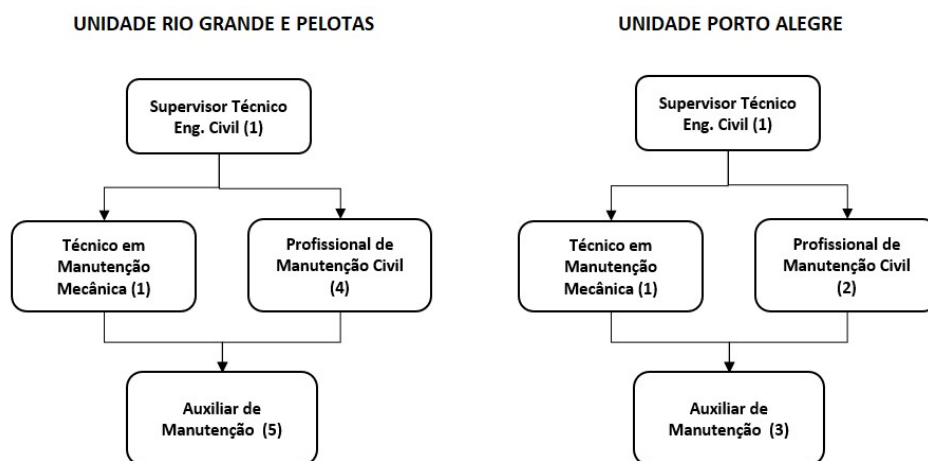 UNIDADE RIO GRANDE E PELOTAS
Supervisor Técnico
Eng. Civil (1)
Técnico em
Manutenção
Mecânica (1)
Profissional de
Manutenção Civil
(4)
Auxiliar de
Manutenção (5)
UNIDADE PORTO ALEGRE
Supervisor Técnico
Eng. Civil (1)
Técnico em
Manutenção
Mecânica (1)
Profissional de
Manutenção Civil
(2)
Auxiliar de
Manutenção (3)